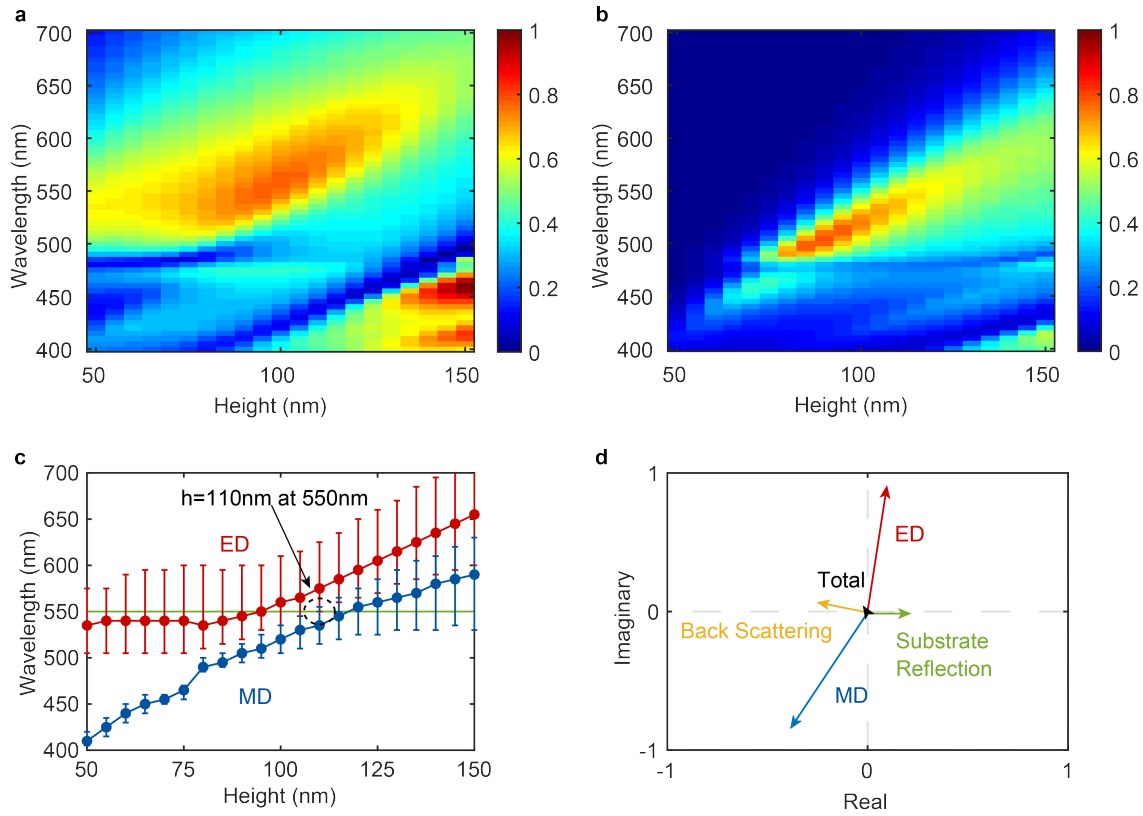 a
700
650
600
550
500
450
400
Wavelength (nm)
50
100
150
Height (nm)
1
0.8
0.6
0.4
0.2
0
b
700
650
600
550
500
450
400
Wavelength (nm)
50
100
150
Height (nm)
1
0.8
0.6
0.4
0.2
0
c
700
650
600
550
500
450
400
Wavelength (nm)
h=110nm at 550nm
ED
MD
50
75
100
125
150
Height (nm)
d
1
0
-1
Imaginary
ED
Total
Back Scattering
Substrate
Reflection
MD
-1
0
1
Real